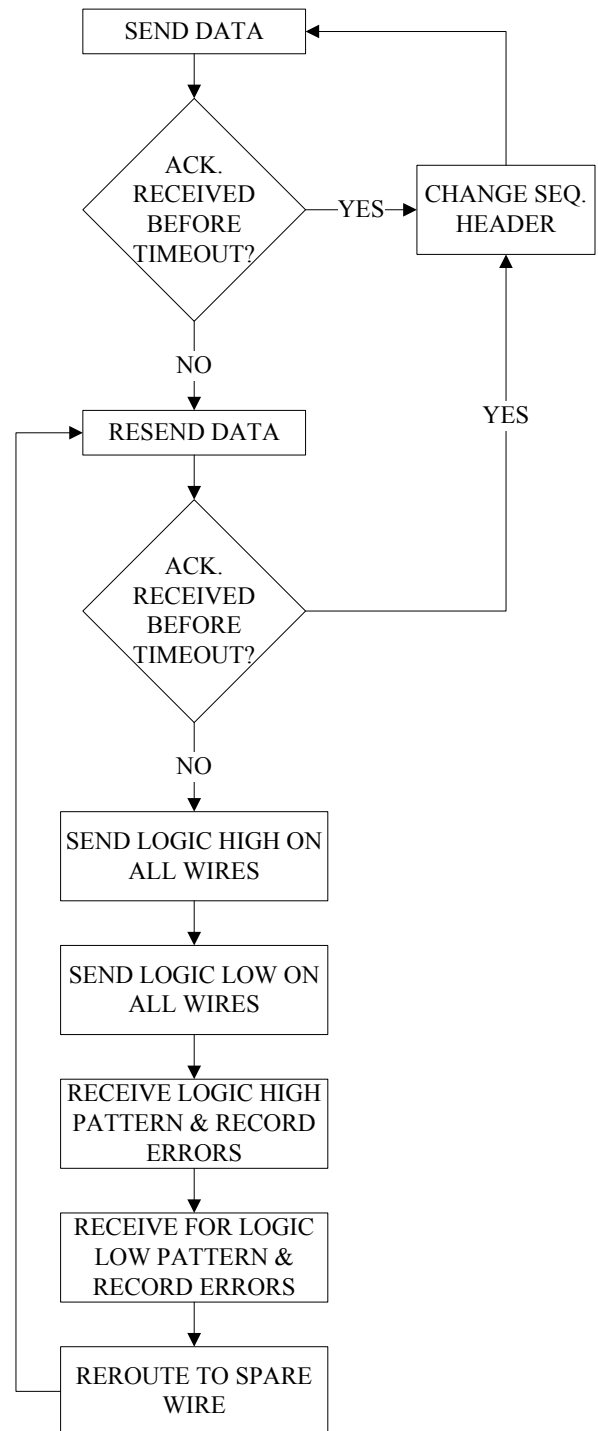 SEND DATA
ACK.
RECEIVED
BEFORE
TIMEOUT?
YES
CHANGE SEQ.
HEADER
NO
RESEND DATA
YES
ACK.
RECEIVED
BEFORE
TIMEOUT?
NO
SEND LOGIC HIGH ON
ALL WIRES
SEND LOGIC LOW ON
ALL WIRES
RECEIVE LOGIC HIGH
PATTERN & RECORD
ERRORS
RECEIVE FOR LOGIC
LOW PATTERN &
RECORD ERRORS
REROUTE TO SPARE
WIRE